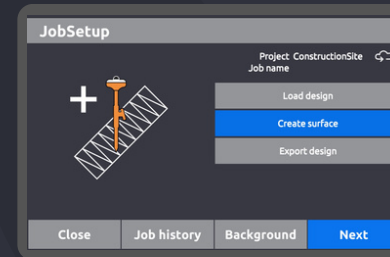 JobSetup
Project ConstructionSite
Job name
Load design
Create surface
Export design
Close Job history Background Next